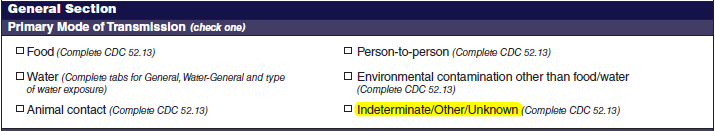 General Section
Primary Mode of Transmission (check one)
Food (Complete CDC 52.13)
Water (Complete tabs for General, Water-General and type
of water exposure)
Animal contact (Complete CDC 52.13)
Person-to-person (Complete CDC 52.13)
Environmental contamination other than food/water
(Complete CDC 52.13)
Indeterminate/Other/Unknown (Complete CDC 52.13)